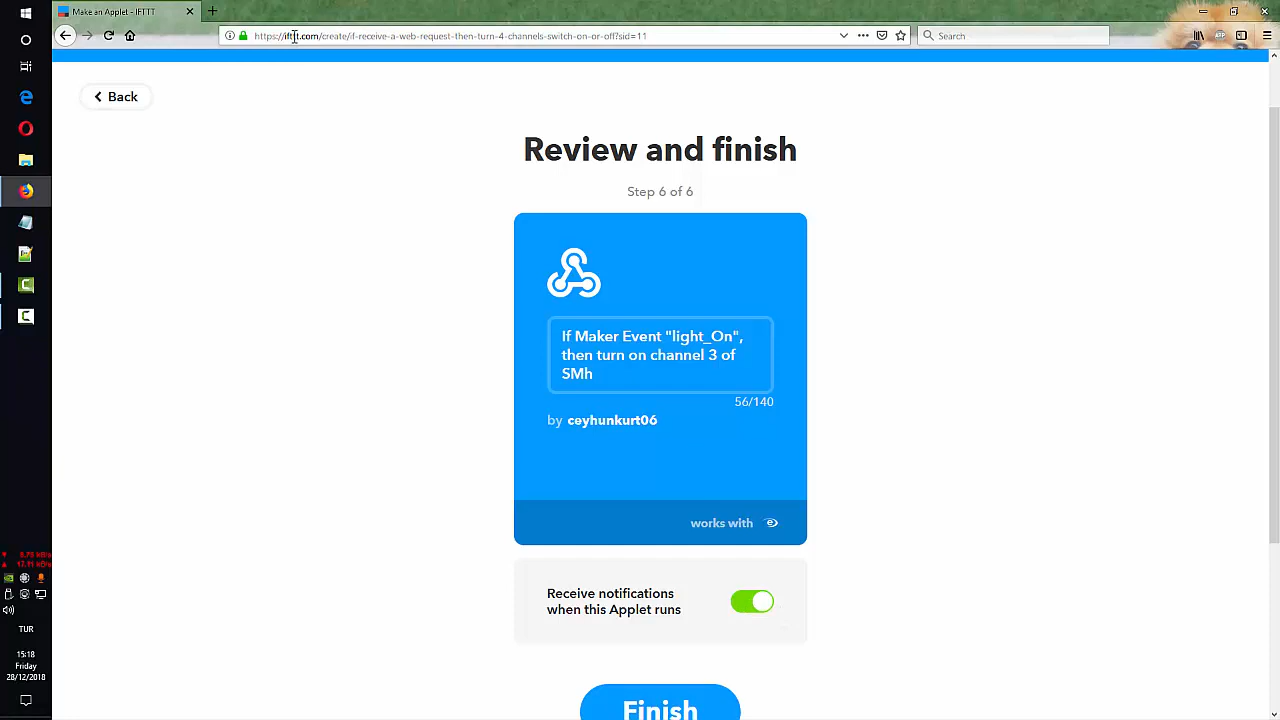 Make an Applet - IFTTT
https://ifttt.com/create/if-receive-a-web-request-then-turn-4-channels-switch-on-or-off?sid=11
Search
Back
Review and finish
Step 6 of 6
If Maker Event "light_On",
then turn on channel 3 of
SMh
56/140
by ceyhunkurt06
works with
Receive notifications
when this Applet runs
Finish
TUR
15:18
Friday
28/12/2018